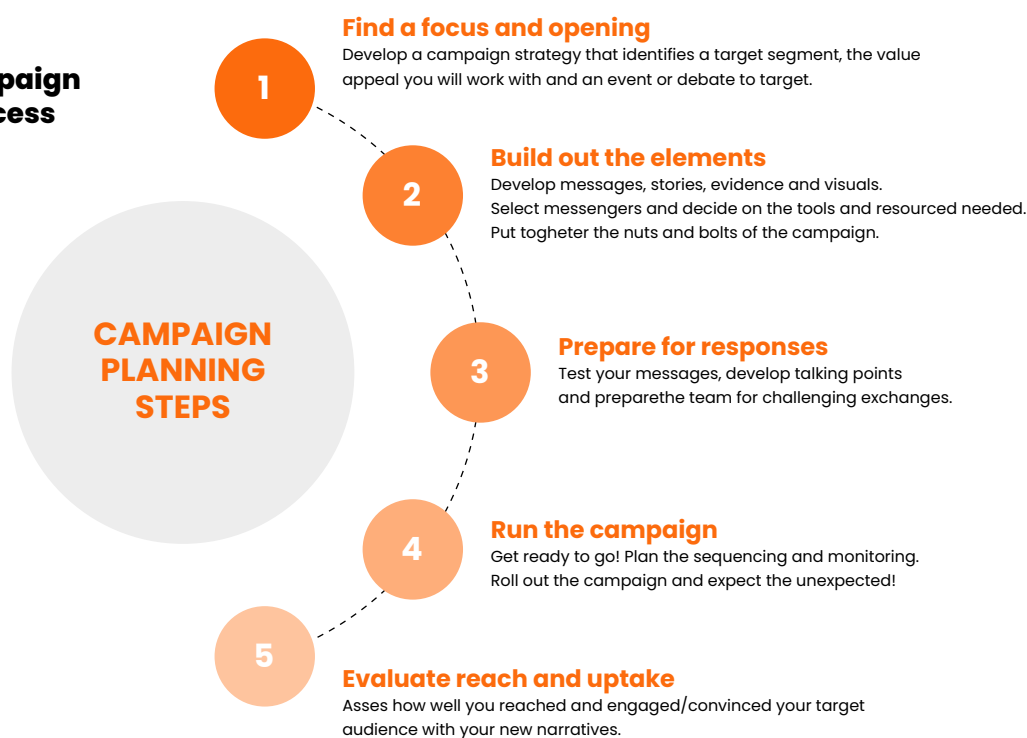 paign
cess
1
Find a focus and opening
Develop a campaign strategy that identifies a target segment, the value
appeal you will work with and an event or debate to target.
2
Build out the elements
Develop messages, stories, evidence and visuals.
Select messengers and decide on the tools and resourced needed.
Put togheter the nuts and bolts of the campaign.
CAMPAIGN
PLANNING
STEPS
3
Prepare for responses
Test your messages, develop talking points
and preparethe team for challenging exchanges.
4
Run the campaign
Get ready to go! Plan the sequencing and monitoring.
Roll out the campaign and expect the unexpected!
5
Evaluate reach and uptake
Asses how well you reached and engaged/convinced your target
audience with your new narratives.